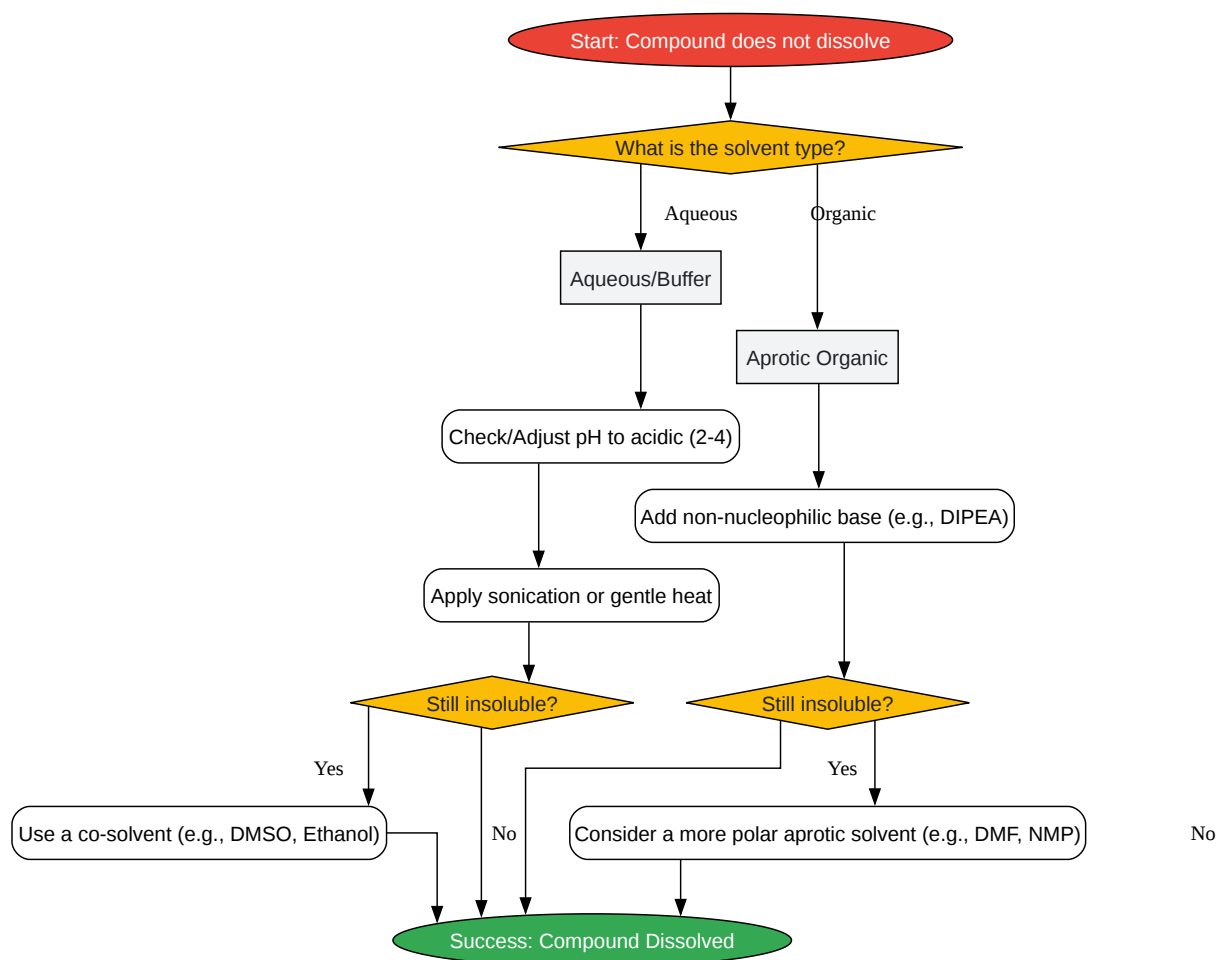 Start: Compound does not dissolve
What is the solvent type?
Aqueous
Organic
Aqueous/Buffer
Aprotic Organic
Check/Adjust pH to acidic (2-4)
Add non-nucleophilic base (e.g., DIPEA)
Apply sonication or gentle heat
Still insoluble?
Still insoluble?
Yes
Yes
Use a co-solvent (e.g., DMSO, Ethanol)
No
Consider a more polar aprotic solvent (e.g., DMF, NMP)
No
Success: Compound Dissolved